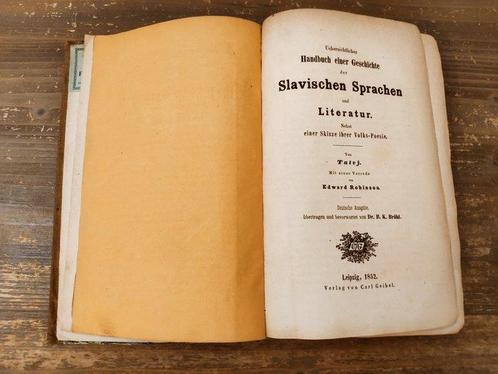 Uebersichtliches
Handbuch einer Geschichte
der
Slavischen Sprachen
und
Literatur.
Nebst
einer Skizze ihrer Volks-Poesie.
Von
Talvj.
Mit einer Vorrede
von
Edward Robinson.
Deutsche Ausgabe,
übertragen und bevorwortet von Dr. B. K. Brühl.
Leipzig, 1852.
Verlag von Carl Geibel.